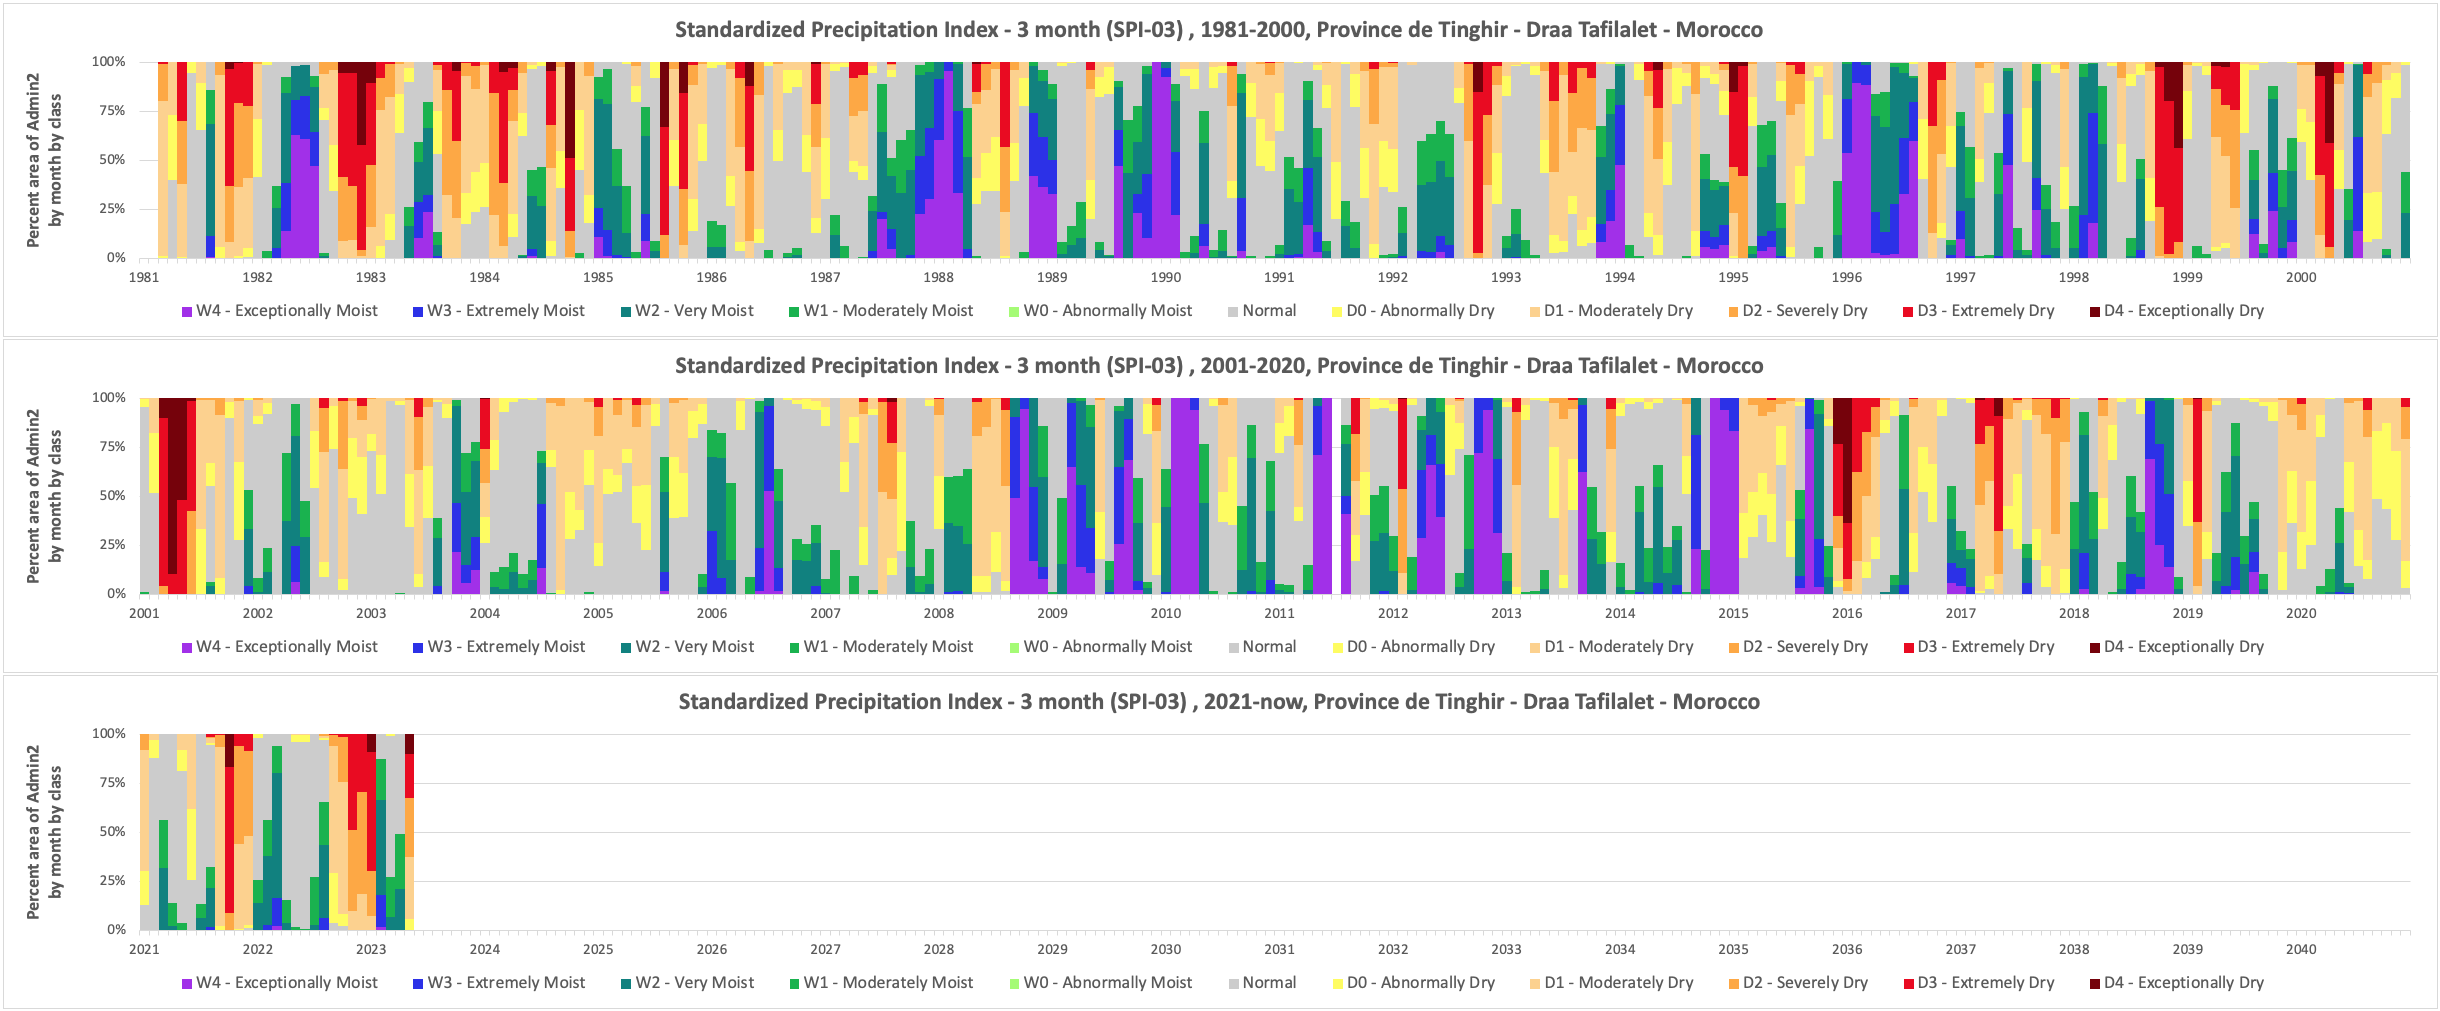 Standardized Precipitation Index - 3 month (SPI-03) , 1981-2000, Province de Tinghir - Draa Tafilalet - Morocco
Percent area of Admin2
by month by class
100%
75%
50%
25%
0%
1981 1982 1983 1984 1985 1986 1987 1988 1989 1990 1991 1992 1993 1994 1995 1996 1997 1998 1999 2000
W4 - Exceptionally Moist W3 - Extremely Moist W2 - Very Moist W1 - Moderately Moist W0 - Abnormally Moist Normal D0 - Abnormally Dry D1 - Moderately Dry D2 - Severely Dry D3 - Extremely Dry D4 - Exceptionally Dry
Standardized Precipitation Index - 3 month (SPI-03) , 2001-2020, Province de Tinghir - Draa Tafilalet - Morocco
Percent area of Admin2
by month by class
100%
75%
50%
25%
0%
2001 2002 2003 2004 2005 2006 2007 2008 2009 2010 2011 2012 2013 2014 2015 2016 2017 2018 2019 2020
W4 - Exceptionally Moist W3 - Extremely Moist W2 - Very Moist W1 - Moderately Moist W0 - Abnormally Moist Normal D0 - Abnormally Dry D1 - Moderately Dry D2 - Severely Dry D3 - Extremely Dry D4 - Exceptionally Dry
Standardized Precipitation Index - 3 month (SPI-03) , 2021-now, Province de Tinghir - Draa Tafilalet - Morocco
Percent area of Admin2
by month by class
100%
75%
50%
25%
0%
2021 2022 2023 2024 2025 2026 2027 2028 2029 2030 2031 2032 2033 2034 2035 2036 2037 2038 2039 2040
W4 - Exceptionally Moist W3 - Extremely Moist W2 - Very Moist W1 - Moderately Moist W0 - Abnormally Moist Normal D0 - Abnormally Dry D1 - Moderately Dry D2 - Severely Dry D3 - Extremely Dry D4 - Exceptionally Dry